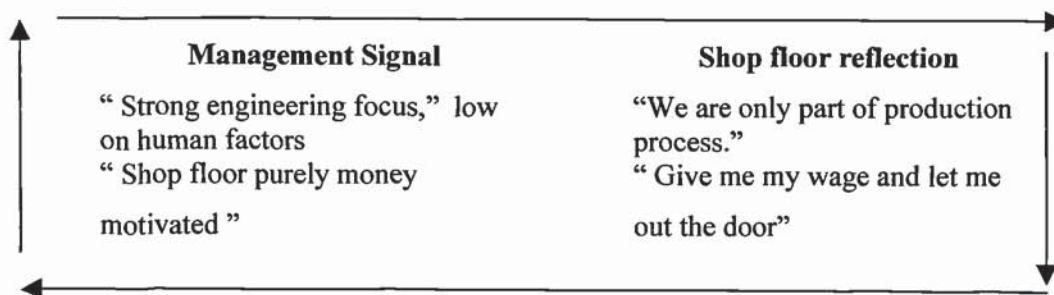 Management Signal
“ Strong engineering focus,” low
on human factors
“ Shop floor purely money
motivated ”
Shop floor reflection
“We are only part of production
process.”
“ Give me my wage and let me
out the door”